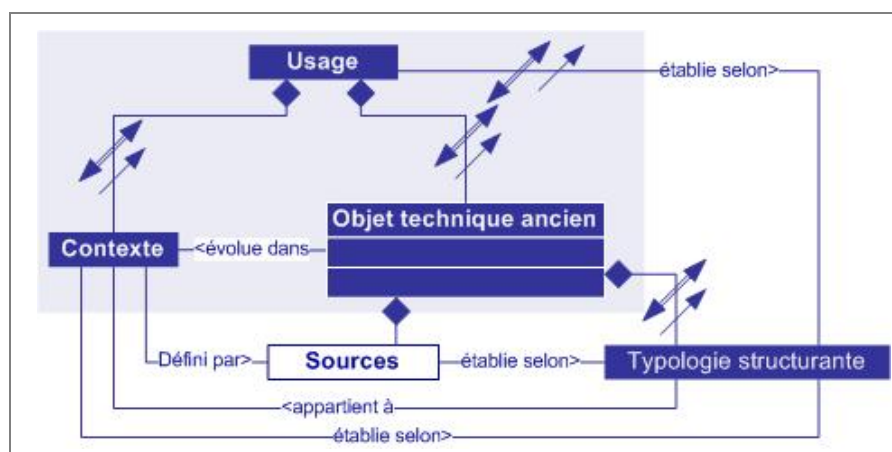 Usage
établie selon>
Objet technique ancien
Contexte
<évolue dans
Défini par>
Sources
établie selon>
Typologie structurante
<appartient à
établie selon>